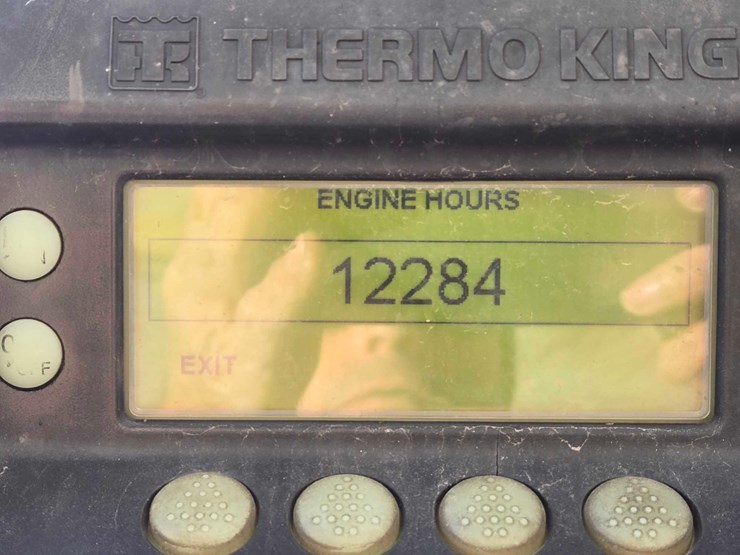 THERMO KING
ENGINE HOURS
12284
EXIT